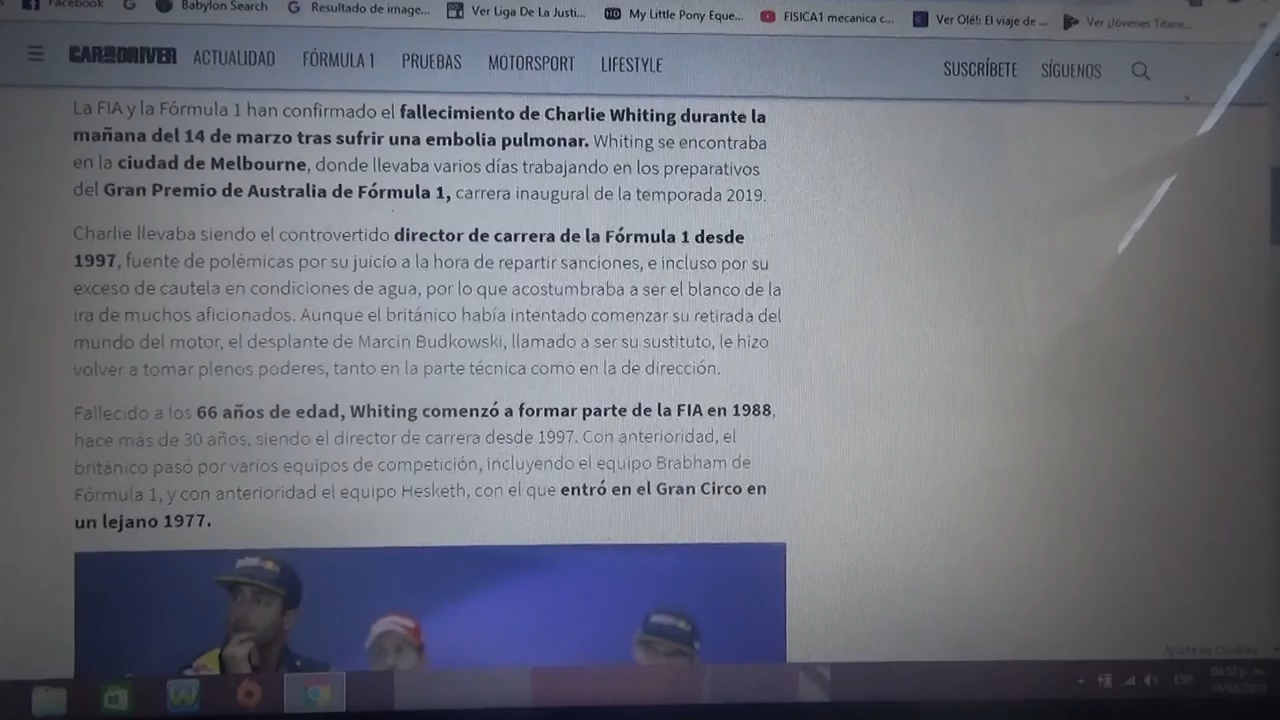 Facebook Babylon Search Resultado de image... Ver Liga De La Justi... My Little Pony Eque... FISICA1 mecanica c... Ver Olé!: El viaje de ... Ver ¡Jóvenes Titane...
CAR AND DRIVER ACTUALIDAD FÓRMULA 1 PRUEBAS MOTORSPORT LIFESTYLE SUSCRÍBETE SÍGUENOS
La FIA y la Fórmula 1 han confirmado el fallecimiento de Charlie Whiting durante la
mañana del 14 de marzo tras sufrir una embolia pulmonar. Whiting se encontraba
en la ciudad de Melbourne, donde llevaba varios días trabajando en los preparativos
del Gran Premio de Australia de Fórmula 1, carrera inaugural de la temporada 2019.
Charlie llevaba siendo el controvertido director de carrera de la Fórmula 1 desde
1997, fuente de polémicas por su juicio a la hora de repartir sanciones, e incluso por su
exceso de cautela en condiciones de agua, por lo que acostumbraba a ser el blanco de la
ira de muchos aficionados. Aunque el británico había intentado comenzar su retirada del
mundo del motor, el desplante de Marcin Budkowski, llamado a ser su sustituto, le hizo
volver a tomar plenos poderes, tanto en la parte técnica como en la de dirección.
Fallecido a los 66 años de edad, Whiting comenzó a formar parte de la FIA en 1988,
hace más de 30 años, siendo el director de carrera desde 1997. Con anterioridad, el
británico pasó por varios equipos de competición, incluyendo el equipo Brabham de
Fórmula 1, y con anterioridad el equipo Hesketh, con el que entró en el Gran Circo en
un lejano 1977.
Ajuste de
ESP